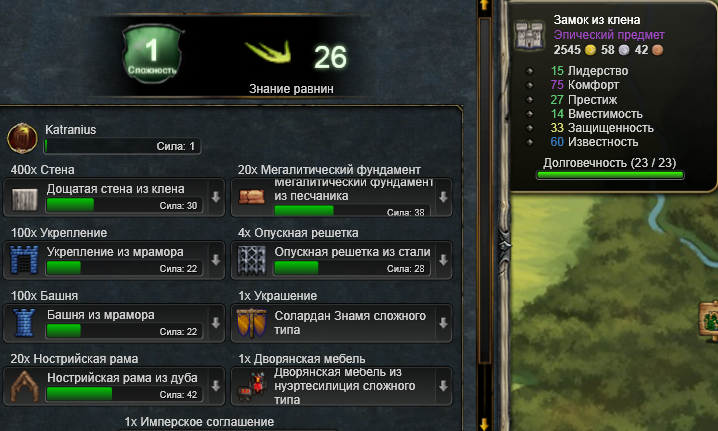 1
Сложность
26
Знание равнин
Katranius
Сила: 1
400x Стена
Дощатая стена из клена
Сила: 30
20x Мегалитический фундамент
Мегалитический фундамент
из песчаника
Сила: 38
100x Укрепление
Укрепление из мрамора
Сила: 22
4x Опускная решетка
Опускная решетка из стали
Сила: 28
100x Башня
Башня из мрамора
Сила: 22
1x Украшение
Солардан Знамя сложного
типа
20x Нострийская рама
Нострийская рама из дуба
Сила: 42
1x Дворянская мебель
Дворянская мебель из
нуэртесилиция сложного
типа
1x Имперское соглашение
Замок из клена
Эпический предмет
2545 58 42
15 Лидерство
75 Комфорт
27 Престиж
14 Вместимость
33 Защищенность
60 Известность
Долговечность (23 / 23)